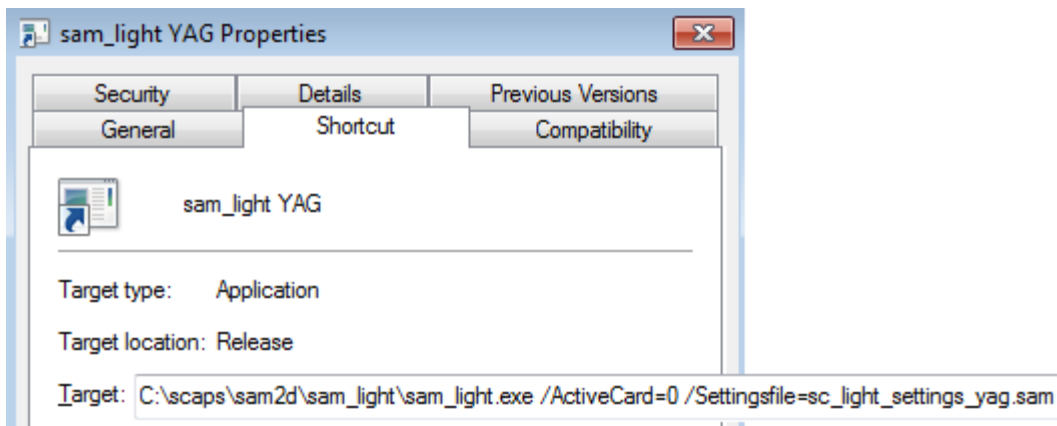 sam_light YAG Properties
Security Details Previous Versions
General Shortcut Compatibility
sam_light YAG
Target type: Application
Target location: Release
Target: C:\scaps\sam2d\sam_light\sam_light.exe /ActiveCard=0 /Settingsfile=sc_light_settings_yag.sam